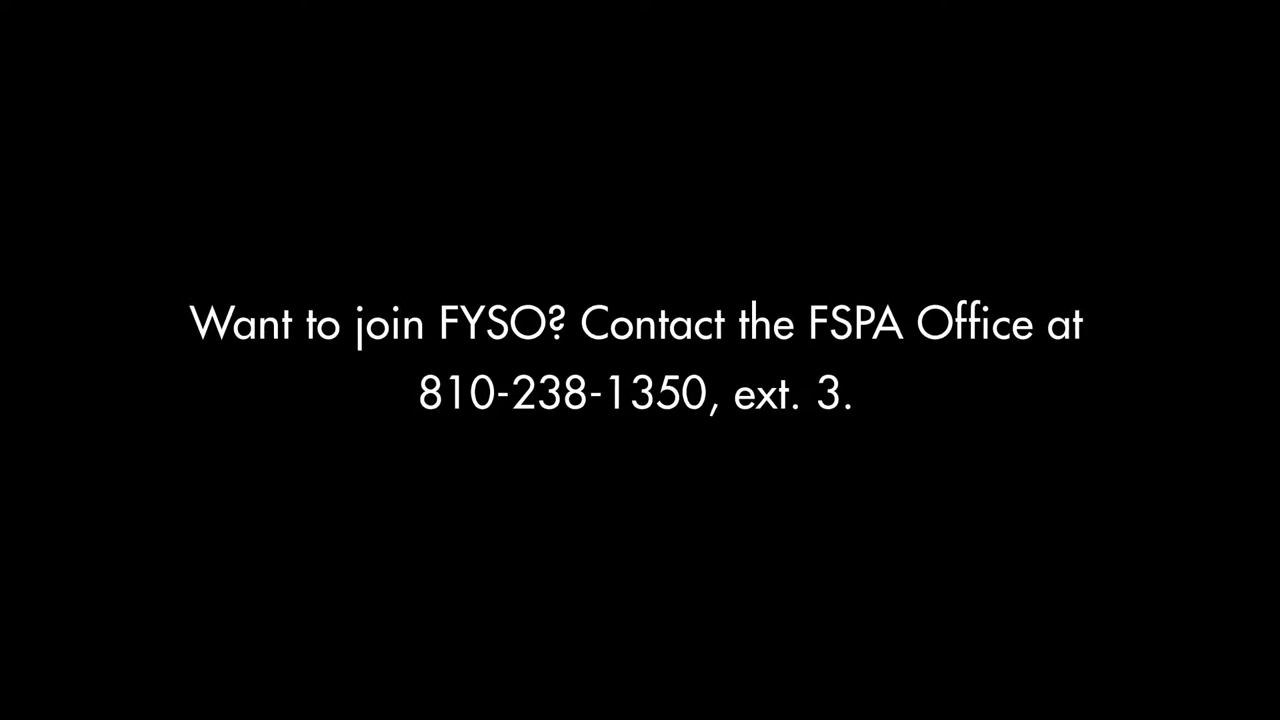 Want to join FYSO? Contact the FSPA Office at
810-238-1350, ext. 3.